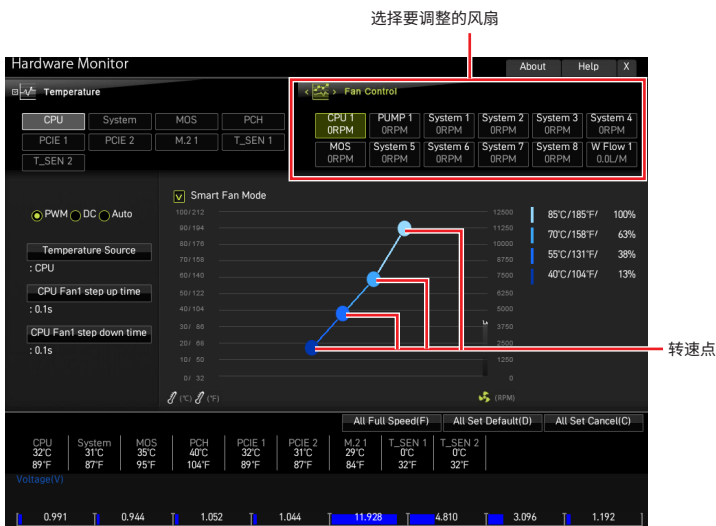 选择要调整的风扇
Hardware Monitor
About Help X
Temperature
Fan Control
CPU System MOS PCH
PCIE 1 PCIE 2 M.2 1 T_SEN 1
T_SEN 2
CPU 1 PUMP 1 System 1 System 2 System 3 System 4
0RPM 0RPM 0RPM 0RPM 0RPM 0RPM
MOS System 5 System 6 System 7 System 8 W Flow 1
0RPM 0RPM 0RPM 0RPM 0RPM 0.0L/M
Smart Fan Mode
PWM DC Auto
Temperature Source
: CPU
CPU Fan1 step up time
: 0.1s
CPU Fan1 step down time
: 0.1s
100/212 12500
90/194 11250
80/176 10000
70/158 8750
60/140 7500
50/122 6250
40/104 5000
30/ 86 3750
20/ 68 2500
10/ 50 1250
0/ 32 0
(℃) (℉) (RPM)
85℃/185℉/ 100%
70℃/158℉/ 63%
55℃/131℉/ 38%
40℃/104℉/ 13%
转速点
All Full Speed(F) All Set Default(D) All Set Cancel(C)
CPU System MOS PCH PCIE 1 PCIE 2 M.2 1 T_SEN 1 T_SEN 2
32℃ 31℃ 35℃ 40℃ 32℃ 31℃ 29℃ 0℃ 0℃
89℉ 87℉ 95℉ 104℉ 89℉ 87℉ 84℉ 32℉ 32℉
Voltage(V)
0.991 0.944 1.052 1.044 11.928 4.810 3.096 1.192